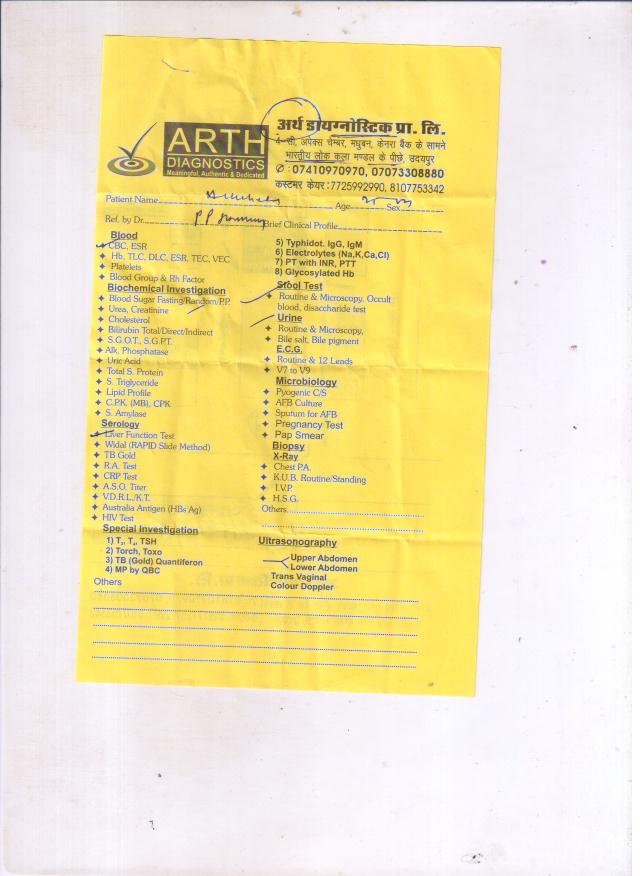 ARTH
DIAGNOSTICS
Meaningful, Authentic & Dedicated
अर्थ डायग्नोस्टिक प्रा. लि.
4-सी, अपेक्स चेम्बर, मधुबन, केनरा बैंक के सामने
भारतीय लोक कला मण्डल के पीछे, उदयपुर
✆ : 07410970970, 07073308880
कस्टमर केयर : 7725992990, 8107753342
Patient Name Age Sex
Ref. by Dr. Brief Clinical Profile
Blood
CBC, ESR
Hb, TLC, DLC, ESR, TEC, VEC
Platelets
Blood Group & Rh Factor
Biochemical Investigation
Blood Sugar Fasting/Random/P.P.
Urea, Creatinine
Cholesterol
Bilirubin Total/Direct/Indirect
S.G.O.T., S.G.P.T.
Alk. Phosphatase
Uric Acid
Total S. Protein
S. Triglyceride
Lipid Profile
C.P.K. (MB), CPK
S. Amylase
Serology
Liver Function Test
Widal (RAPID Slide Method)
TB Gold
R.A. Test
CRP Test
A.S.O. Titer
V.D.R.L./K.T.
Australia Antigen (HBs Ag)
HIV Test
Special Investigation
1) T₃, T₄, TSH
2) Torch, Toxo
3) TB (Gold) Quantiferon
4) MP by QBC
Others
5) Typhidot. IgG, IgM
6) Electrolytes (Na,K,Ca,Cl)
7) PT with INR, PTT
8) Glycosylated Hb
Stool Test
Routine & Microscopy, Occult
blood, disaccharide test
Urine
Routine & Microscopy,
Bile salt, Bile pigment
E.C.G.
Routine & 12 Leads
V7 to V9
Microbiology
Pyogenic C/S
AFB Culture
Sputum for AFB
Pregnancy Test
Pap Smear
Biopsy
X-Ray
Chest P.A.
K.U.B. Routine/Standing
I.V.P.
H.S.G.
Others
Ultrasonography
Upper Abdomen
Lower Abdomen
Trans Vaginal
Colour Doppler